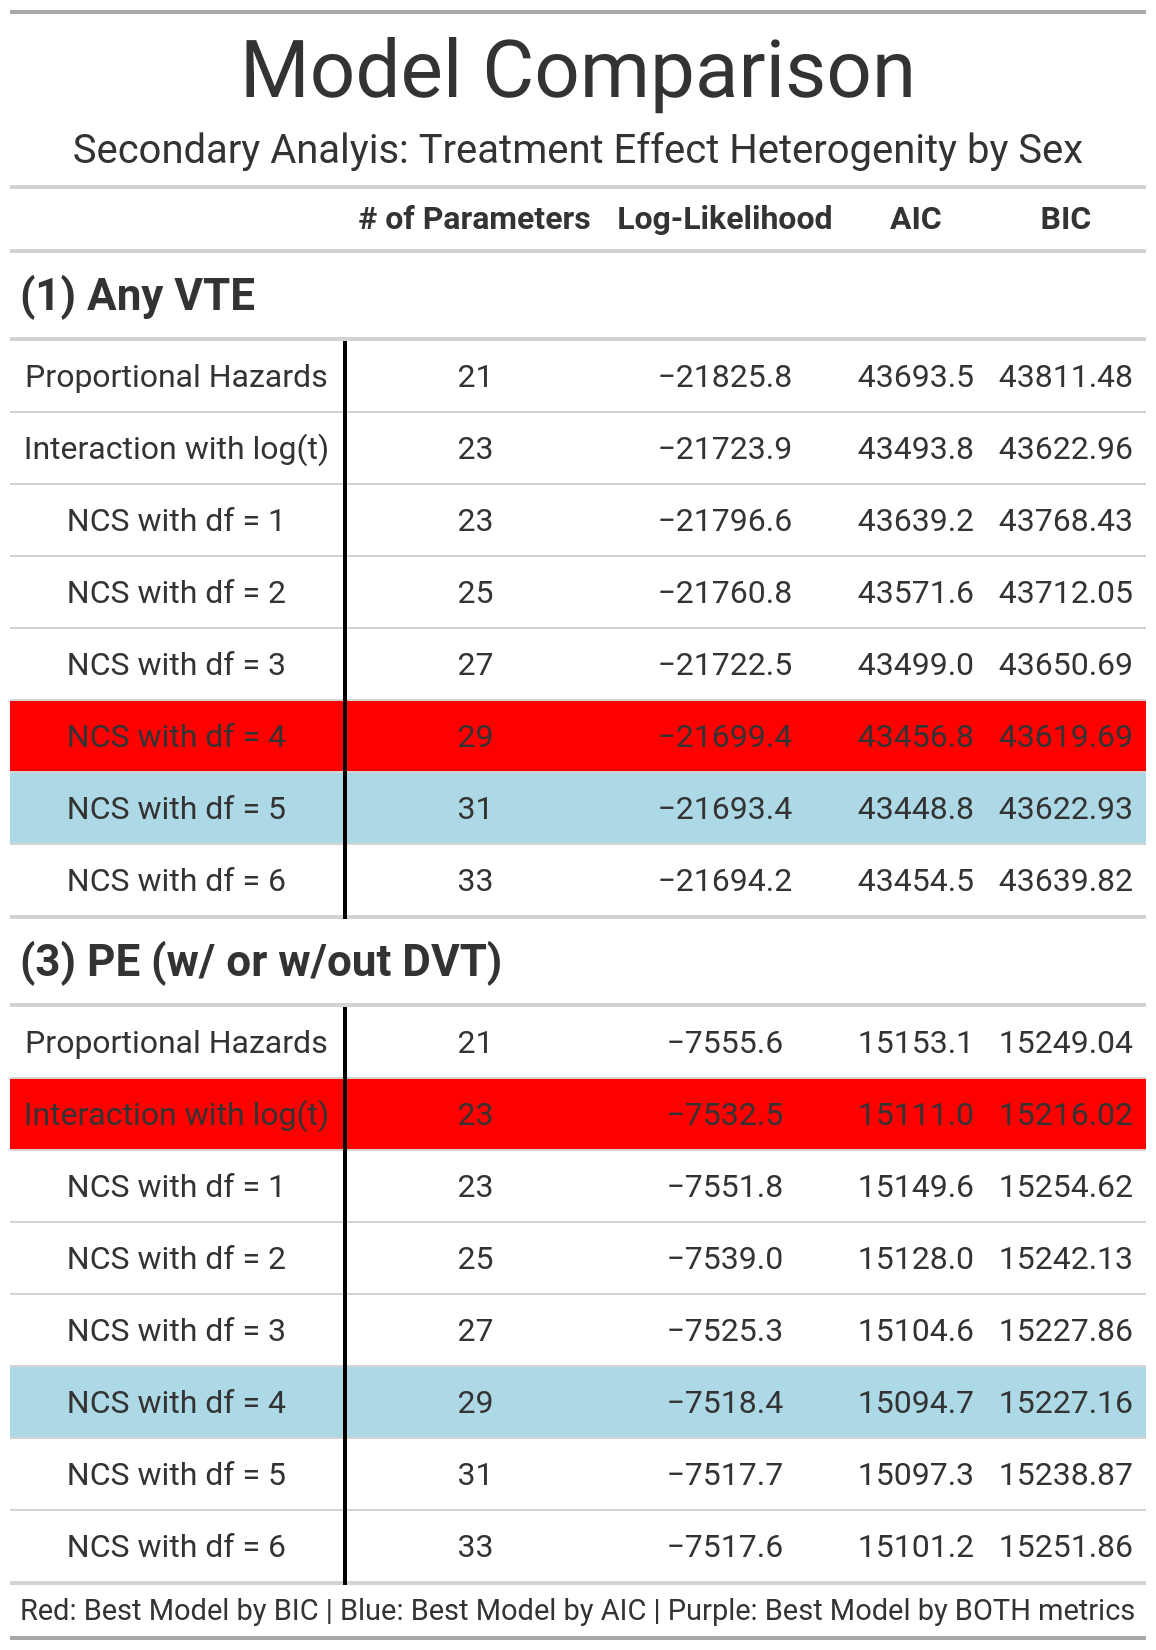 Model Comparison
Secondary Analyis: Treatment Effect Heterogenity by Sex
# of Parameters Log-Likelihood AIC BIC
(1) Any VTE
Proportional Hazards 21 −21825.8 43693.5 43811.48
Interaction with log(t) 23 −21723.9 43493.8 43622.96
NCS with df = 1 23 −21796.6 43639.2 43768.43
NCS with df = 2 25 −21760.8 43571.6 43712.05
NCS with df = 3 27 −21722.5 43499.0 43650.69
NCS with df = 4 29 −21699.4 43456.8 43619.69
NCS with df = 5 31 −21693.4 43448.8 43622.93
NCS with df = 6 33 −21694.2 43454.5 43639.82
(3) PE (w/ or w/out DVT)
Proportional Hazards 21 −7555.6 15153.1 15249.04
Interaction with log(t) 23 −7532.5 15111.0 15216.02
NCS with df = 1 23 −7551.8 15149.6 15254.62
NCS with df = 2 25 −7539.0 15128.0 15242.13
NCS with df = 3 27 −7525.3 15104.6 15227.86
NCS with df = 4 29 −7518.4 15094.7 15227.16
NCS with df = 5 31 −7517.7 15097.3 15238.87
NCS with df = 6 33 −7517.6 15101.2 15251.86
Red: Best Model by BIC | Blue: Best Model by AIC | Purple: Best Model by BOTH metrics